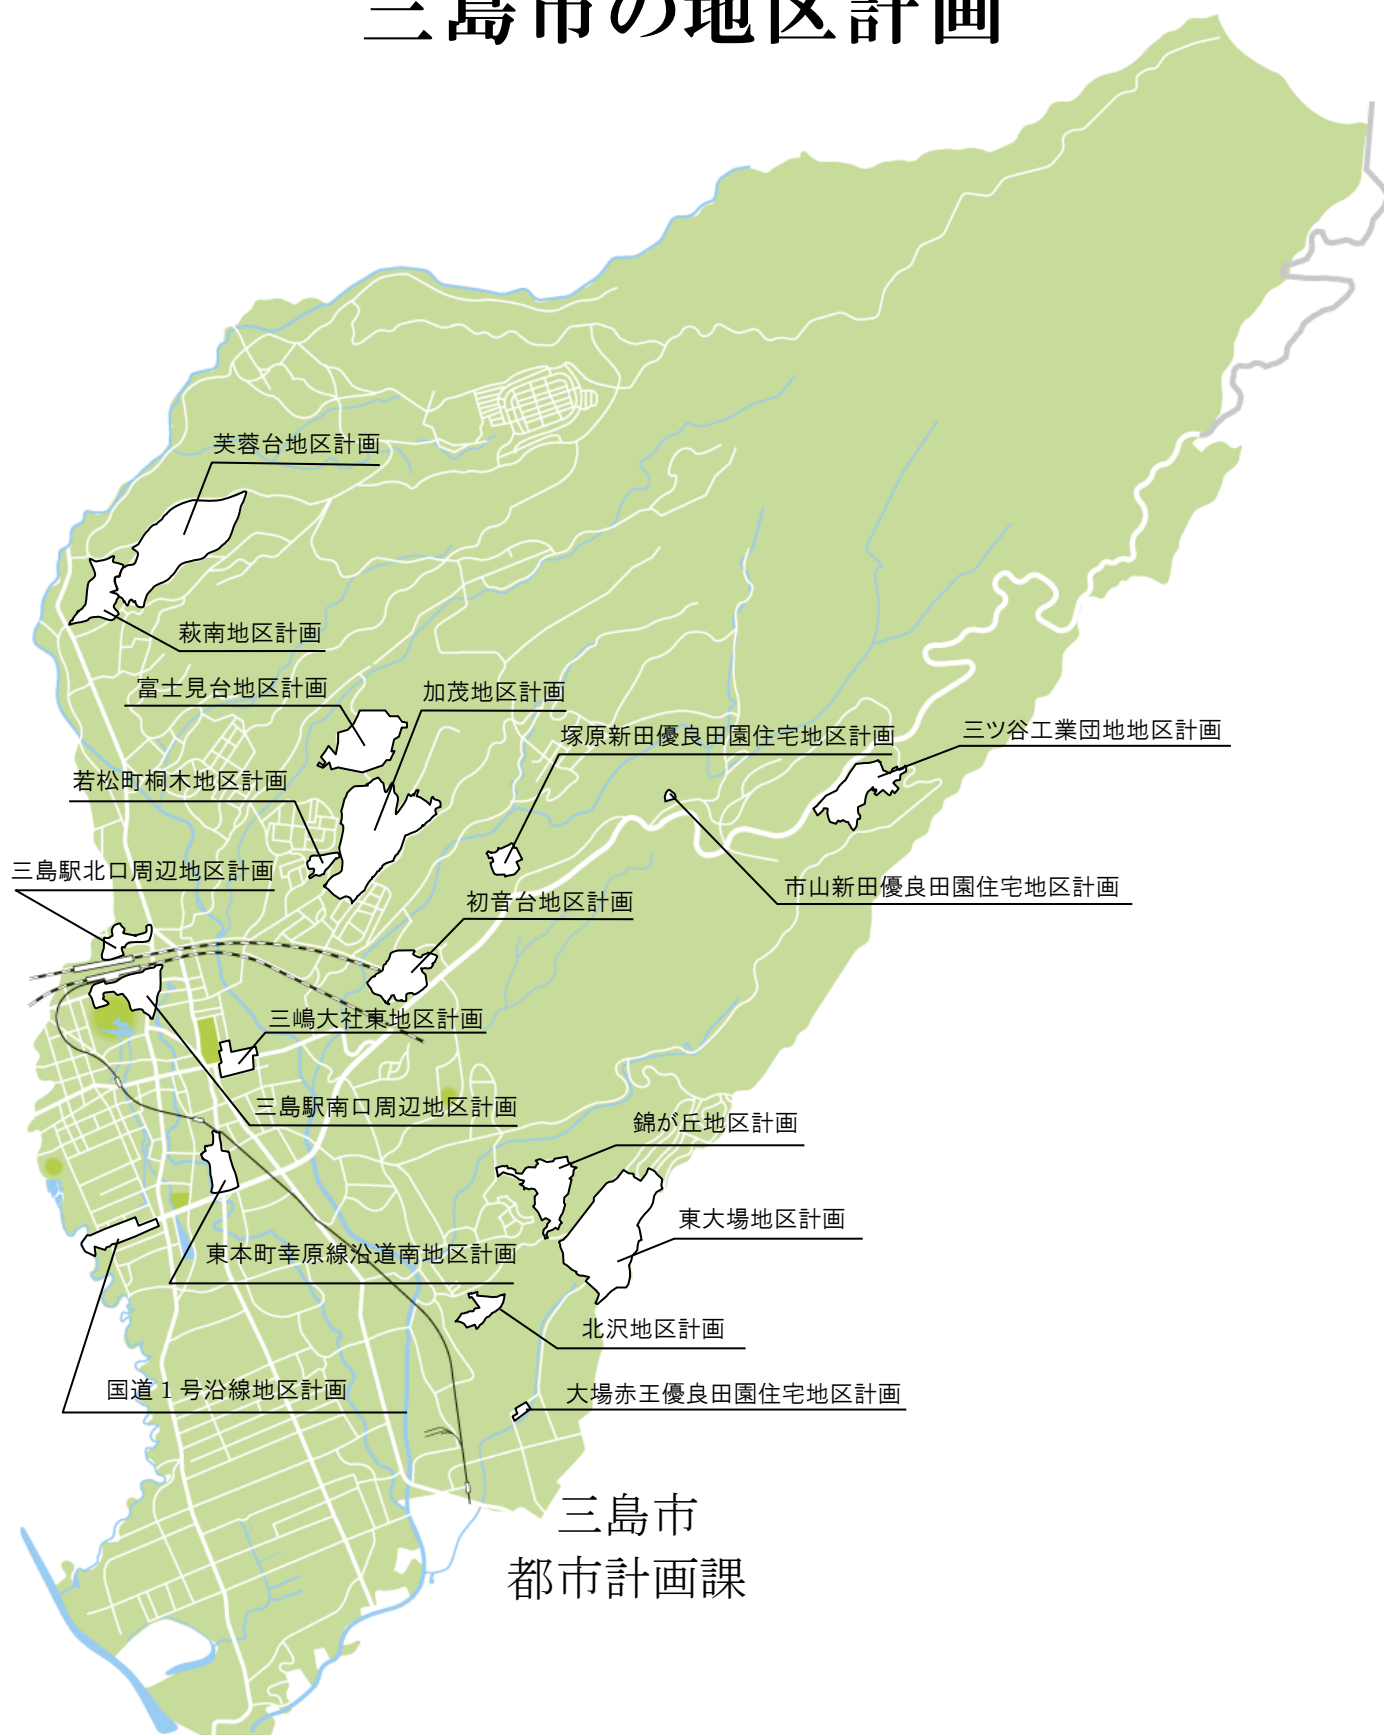 三島市の地区計画
芙蓉台地区計画
萩南地区計画
富士見台地区計画
加茂地区計画
塚原新田優良田園住宅地区計画
三ツ谷工業団地地区計画
若松町桐木地区計画
三島駅北口周辺地区計画
市山新田優良田園住宅地区計画
初音台地区計画
三嶋大社東地区計画
三島駅南口周辺地区計画
錦が丘地区計画
東大場地区計画
東本町幸原線沿道南地区計画
北沢地区計画
国道1号沿線地区計画
大場赤王優良田園住宅地区計画
三島市
都市計画課